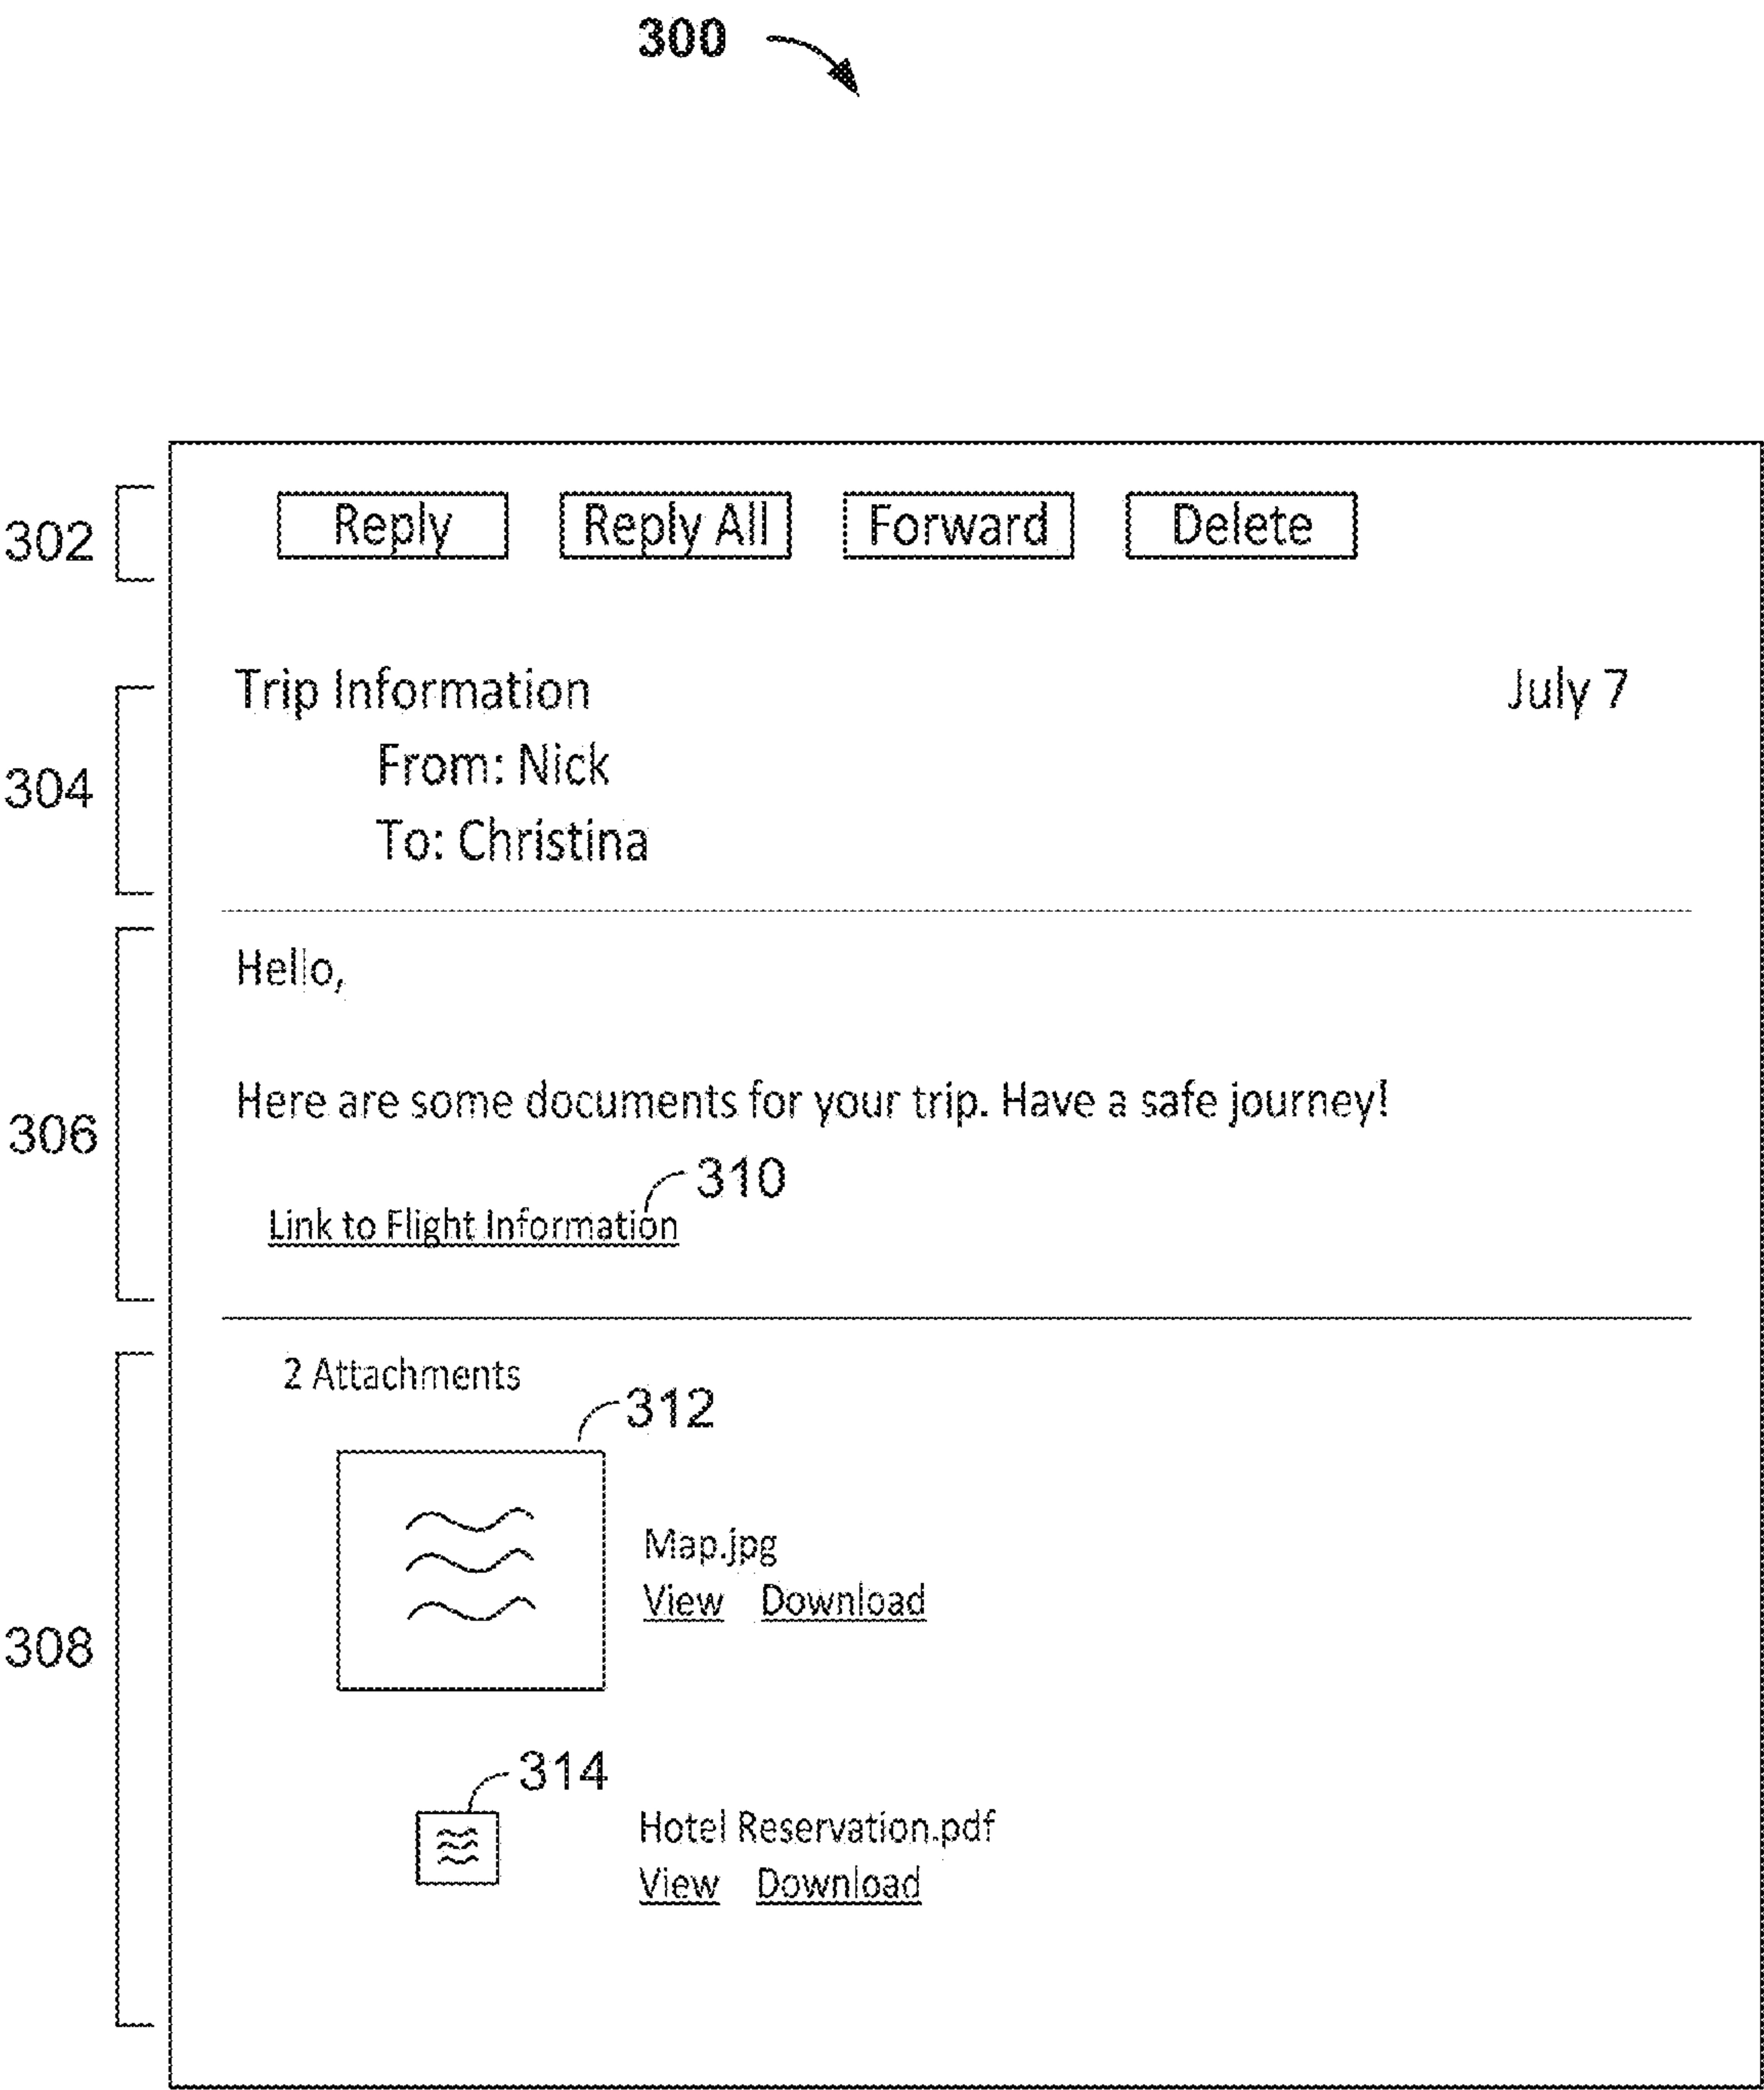 300
302
Reply Reply All Forward Delete
304
Trip Information July 7
From: Nick
To: Christina
306
Hello,
Here are some documents for your trip. Have a safe journey!
310
Link to Flight Information
308
2 Attachments
312
Map.jpg
View Download
314
Hotel Reservation.pdf
View Download